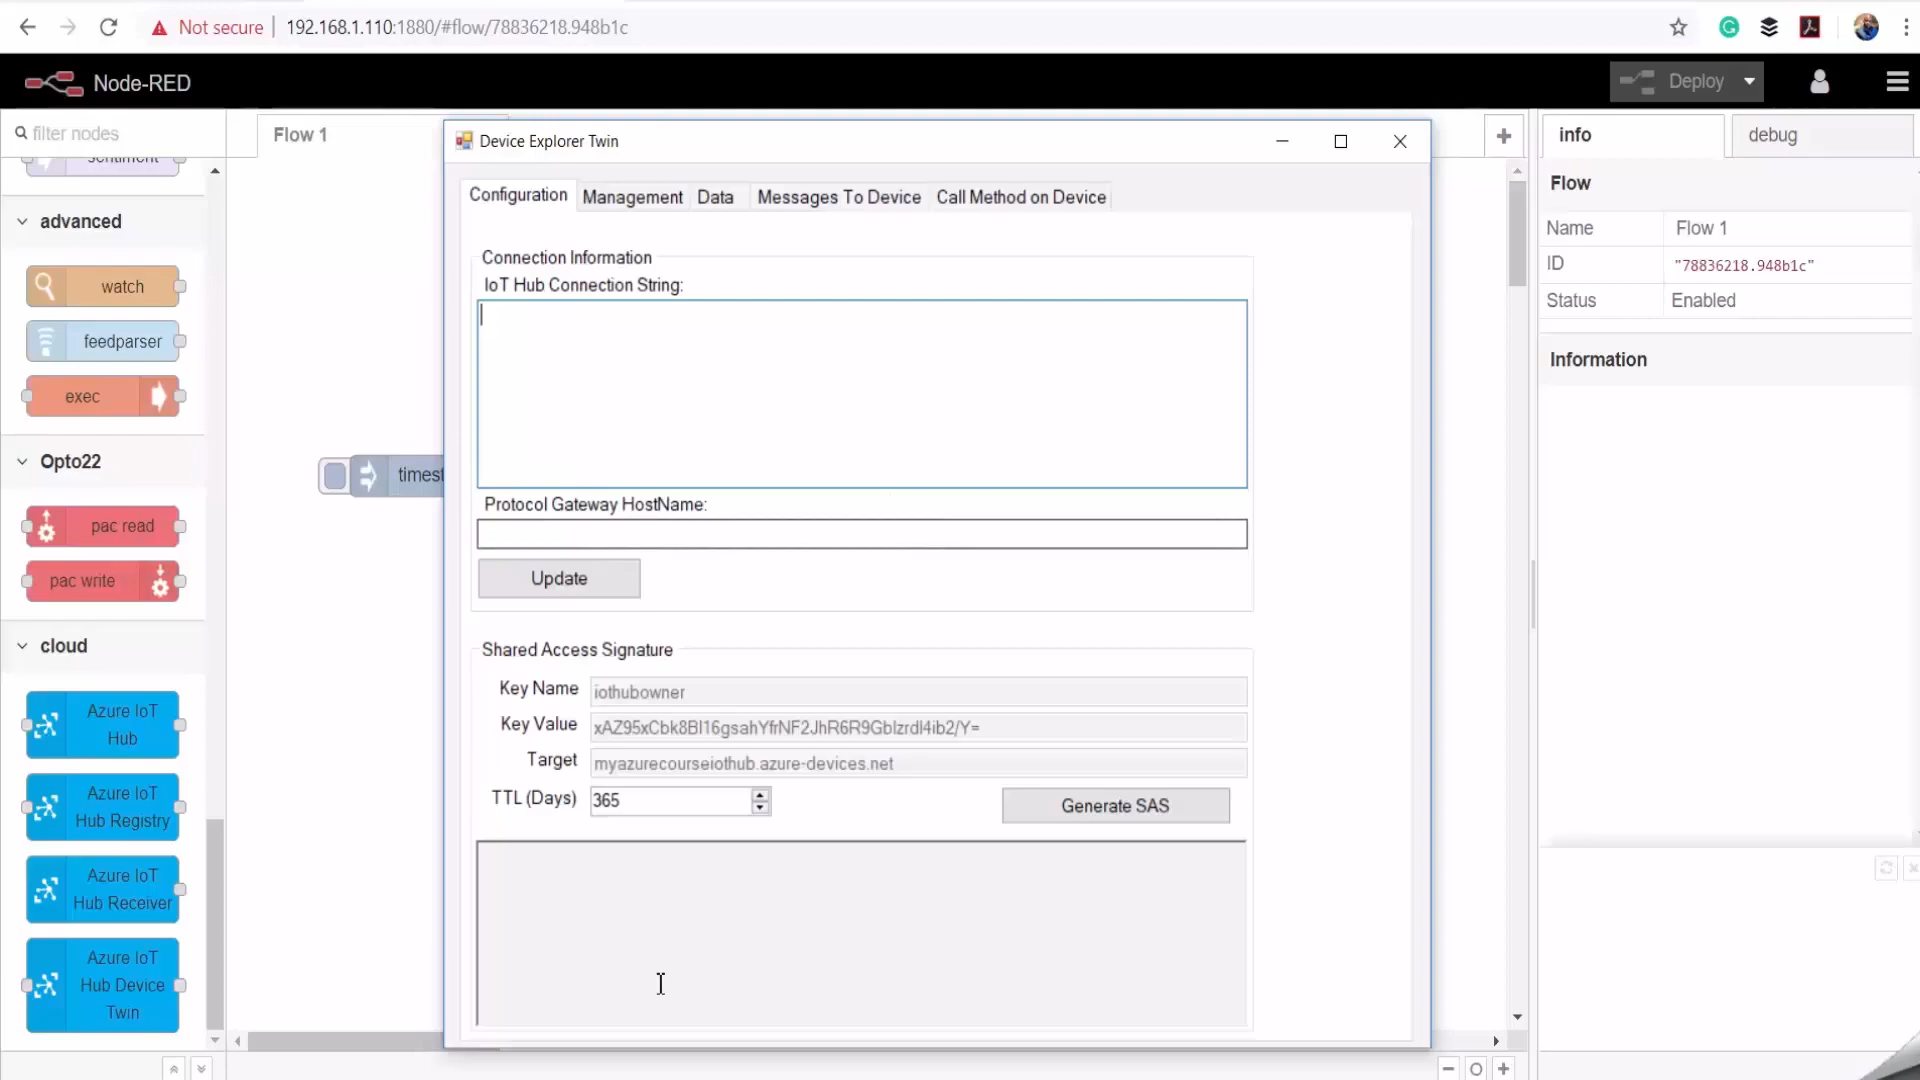 Not secure
192.168.1.110:1880/#flow/78836218.948b1c
Node-RED
Deploy
filter nodes
sentiment
advanced
watch
feedparser
exec
Opto22
pac read
pac write
cloud
Azure IoT
Hub
Azure IoT
Hub Registry
Azure IoT
Hub Receiver
Azure IoT
Hub Device
Twin
Flow 1
timest
Device Explorer Twin
Configuration Management Data Messages To Device Call Method on Device
Connection Information
IoT Hub Connection String:
Protocol Gateway HostName:
Update
Shared Access Signature
Key Name iothubowner
Key Value xAZ95xCbk8Bl16gsahYfrNF2JhR6R9Gblzrdl4ib2/Y=
Target myazurecourseiothub.azure-devices.net
TTL (Days) 365
Generate SAS
info debug
Flow
Name Flow 1
ID "78836218.948b1c"
Status Enabled
Information